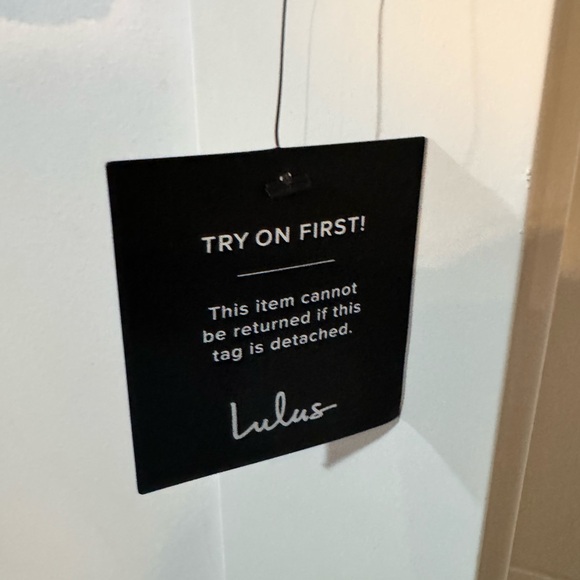 TRY ON FIRST!
This item cannot
be returned if this
tag is detached.
Lulus